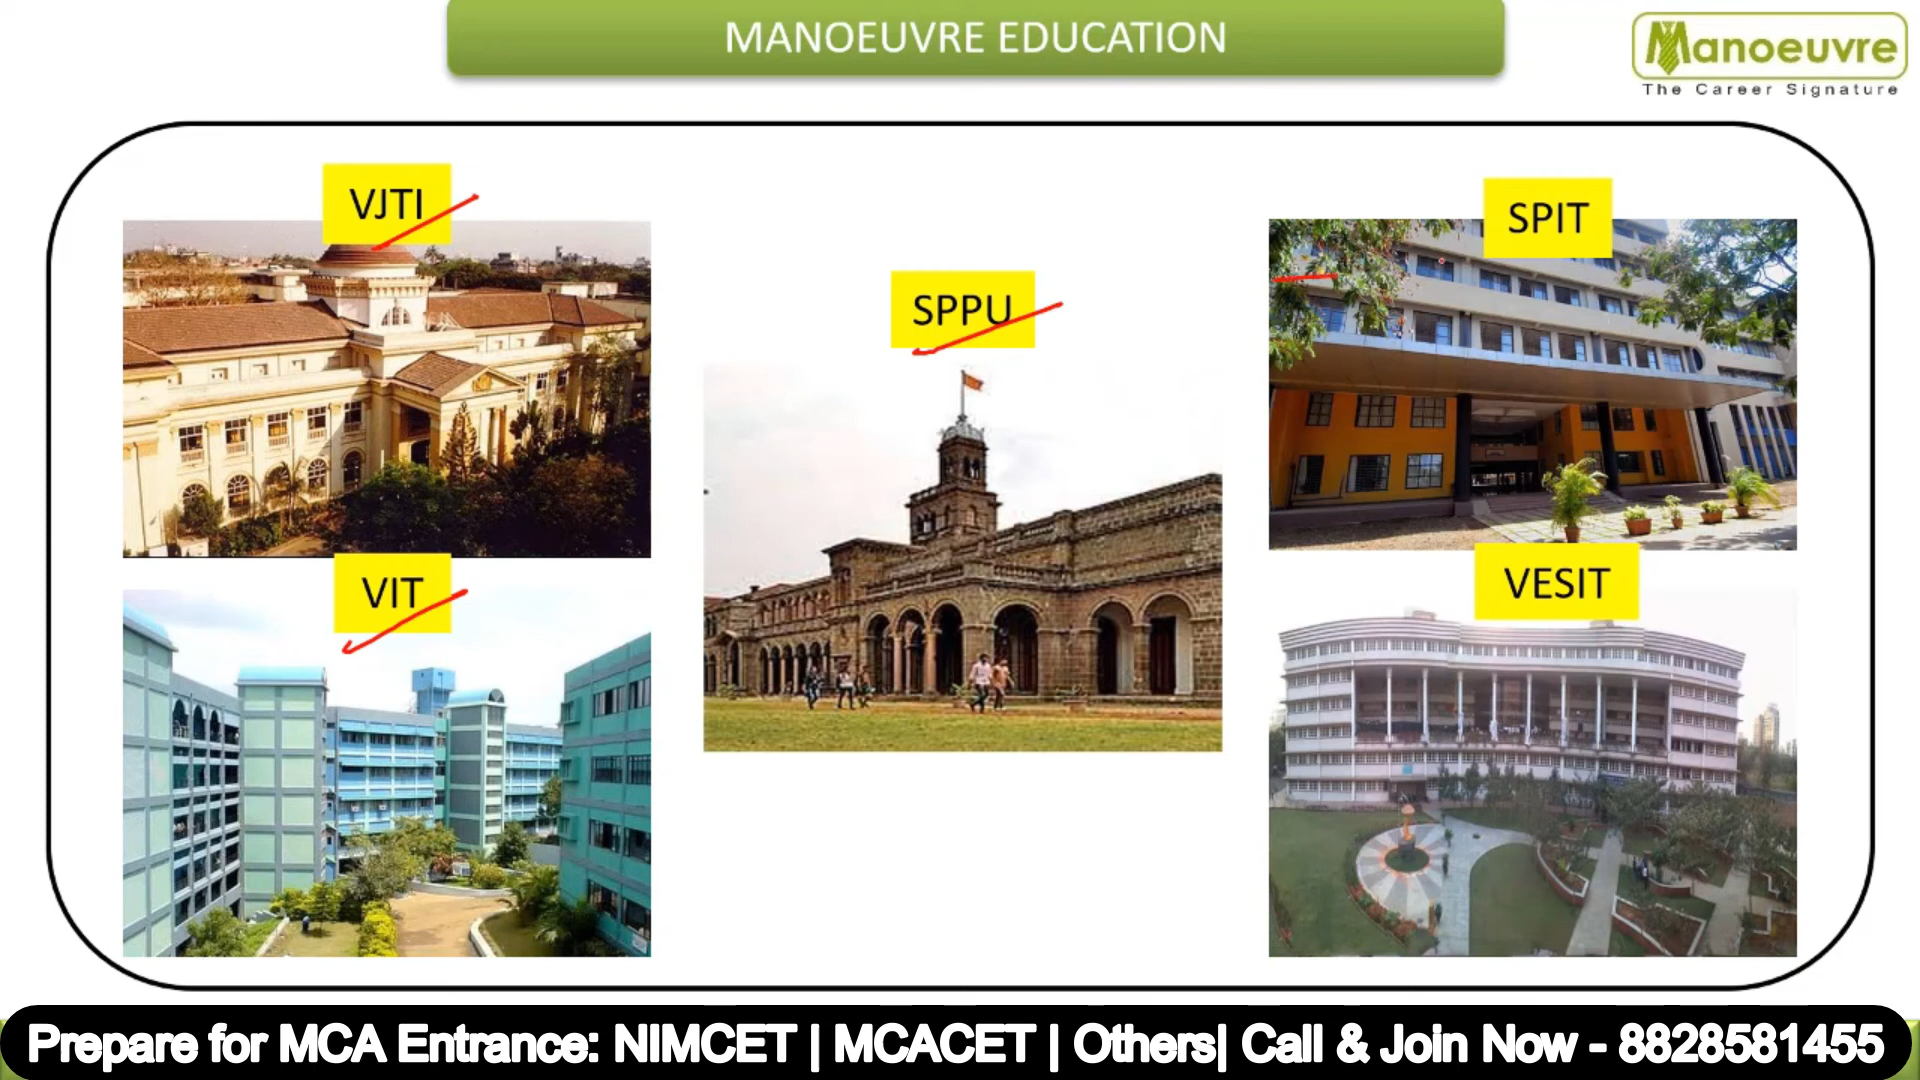 MANOEUVRE EDUCATION
Manoeuvre
The Career Signature
VJTI
SPPU
SPIT
VIT
VESIT
Prepare for MCA Entrance: NIMCET | MCACET | Others| Call & Join Now - 8828581455